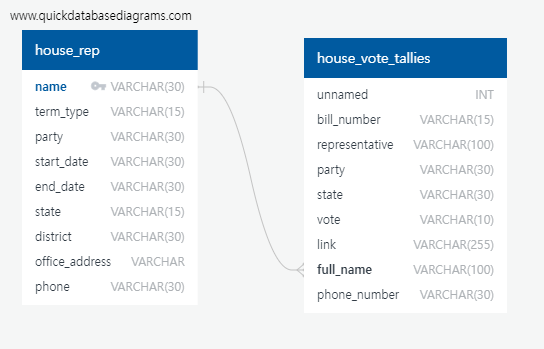 www.quickdatabasediagrams.com
house_rep
name VARCHAR(30)
term_type VARCHAR(15)
party VARCHAR(30)
start_date VARCHAR(30)
end_date VARCHAR(30)
state VARCHAR(15)
district VARCHAR(30)
office_address VARCHAR
phone VARCHAR(30)
house_vote_tallies
unnamed INT
bill_number VARCHAR(15)
representative VARCHAR(100)
party VARCHAR(30)
state VARCHAR(30)
vote VARCHAR(10)
link VARCHAR(255)
full_name VARCHAR(100)
phone_number VARCHAR(30)